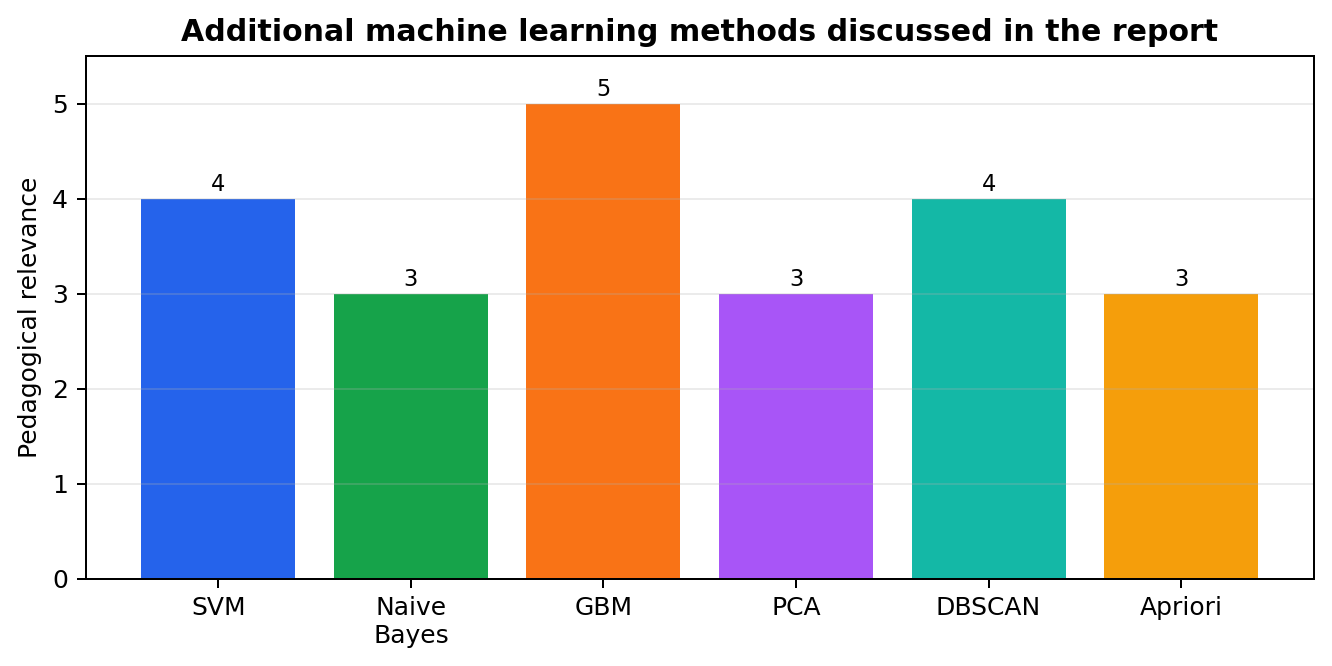 Additional machine learning methods discussed in the report
Pedagogical relevance
5
4
3
2
1
0
4
3
5
3
4
3
SVM
Naive
Bayes
GBM
PCA
DBSCAN
Apriori